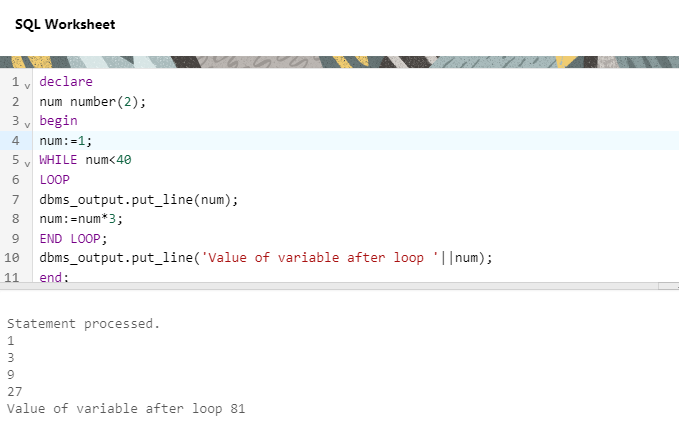 SQL Worksheet
1 declare
2 num number(2);
3 begin
4 num:=1;
5 WHILE num<40
6 LOOP
7 dbms_output.put_line(num);
8 num:=num*3;
9 END LOOP;
10 dbms_output.put_line('Value of variable after loop '||num);
11 end;
Statement processed.
1
3
9
27
Value of variable after loop 81